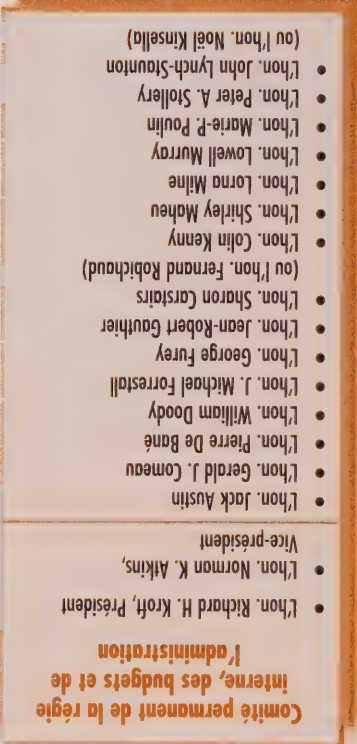 Comité permanent de la régie
interne, des budgets et de
l'administration
• L'hon. Richard H. Kroft, Président
• L'hon. Norman K. Atkins,
Vice-président
• L'hon. Jack Austin
• L'hon. Gerald J. Comeau
• L'hon. Pierre De Bané
• L'hon. William Doody
• L'hon. J. Michael Forrestall
• L'hon. George Furey
• L'hon. Jean-Robert Gauthier
• L'hon. Sharon Carstairs
(ou l'hon. Fernand Robichaud)
• L'hon. Colin Kenny
• L'hon. Shirley Maheu
• L'hon. Lorna Milne
• L'hon. Lowell Murray
• L'hon. Marie-P. Poulin
• L'hon. Peter A. Stollery
• L'hon. John Lynch-Staunton
(ou l'hon. Noël Kinsella)